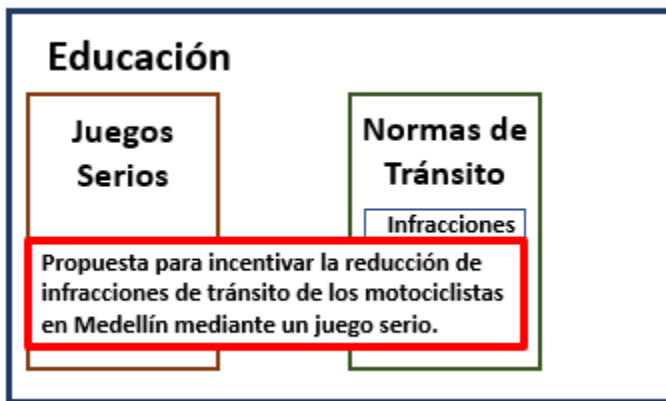 Educación
Juegos
Serios
Normas de
Tránsito
Infracciones
Propuesta para incentivar la reducción de
infracciones de tránsito de los motociclistas
en Medellín mediante un juego serio.